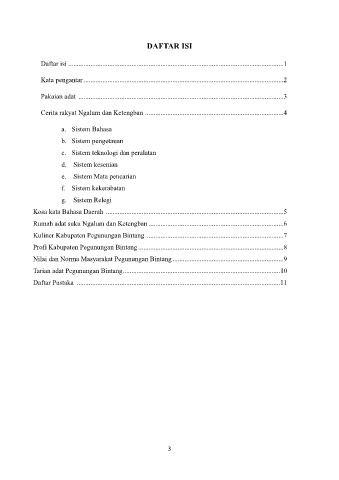 DAFTAR ISI
Daftar isi ........................................................................ 1
Kata pengantar ........................................................................ 2
Pakaian adat ........................................................................ 3
Cerita rakyat Ngalum dan Ketengban ........................................................................ 4
a. Sistem Bahasa
b. Sistem pengetauan
c. Sistem teknologi dan peralatan
d. Sistem kesenian
e. Sistem Mata pencarian
f. Sistem kekerabatan
g. Sistem Relegi
Kosa kata Bahasa Daerah ........................................................................ 5
Rumah adat suku Ngalum dan Ketengban ........................................................................ 6
Kuliner Kabupaten Pegunungan Bintang ........................................................................ 7
Profi Kabupaten Pegunungan Bintang ........................................................................ 8
Nilai dan Norma Masyarakat Pegunungan Bintang ........................................................................ 9
Tarian adat Pegunungan Bintang ........................................................................ 10
Daftar Pustaka ........................................................................ 11
3